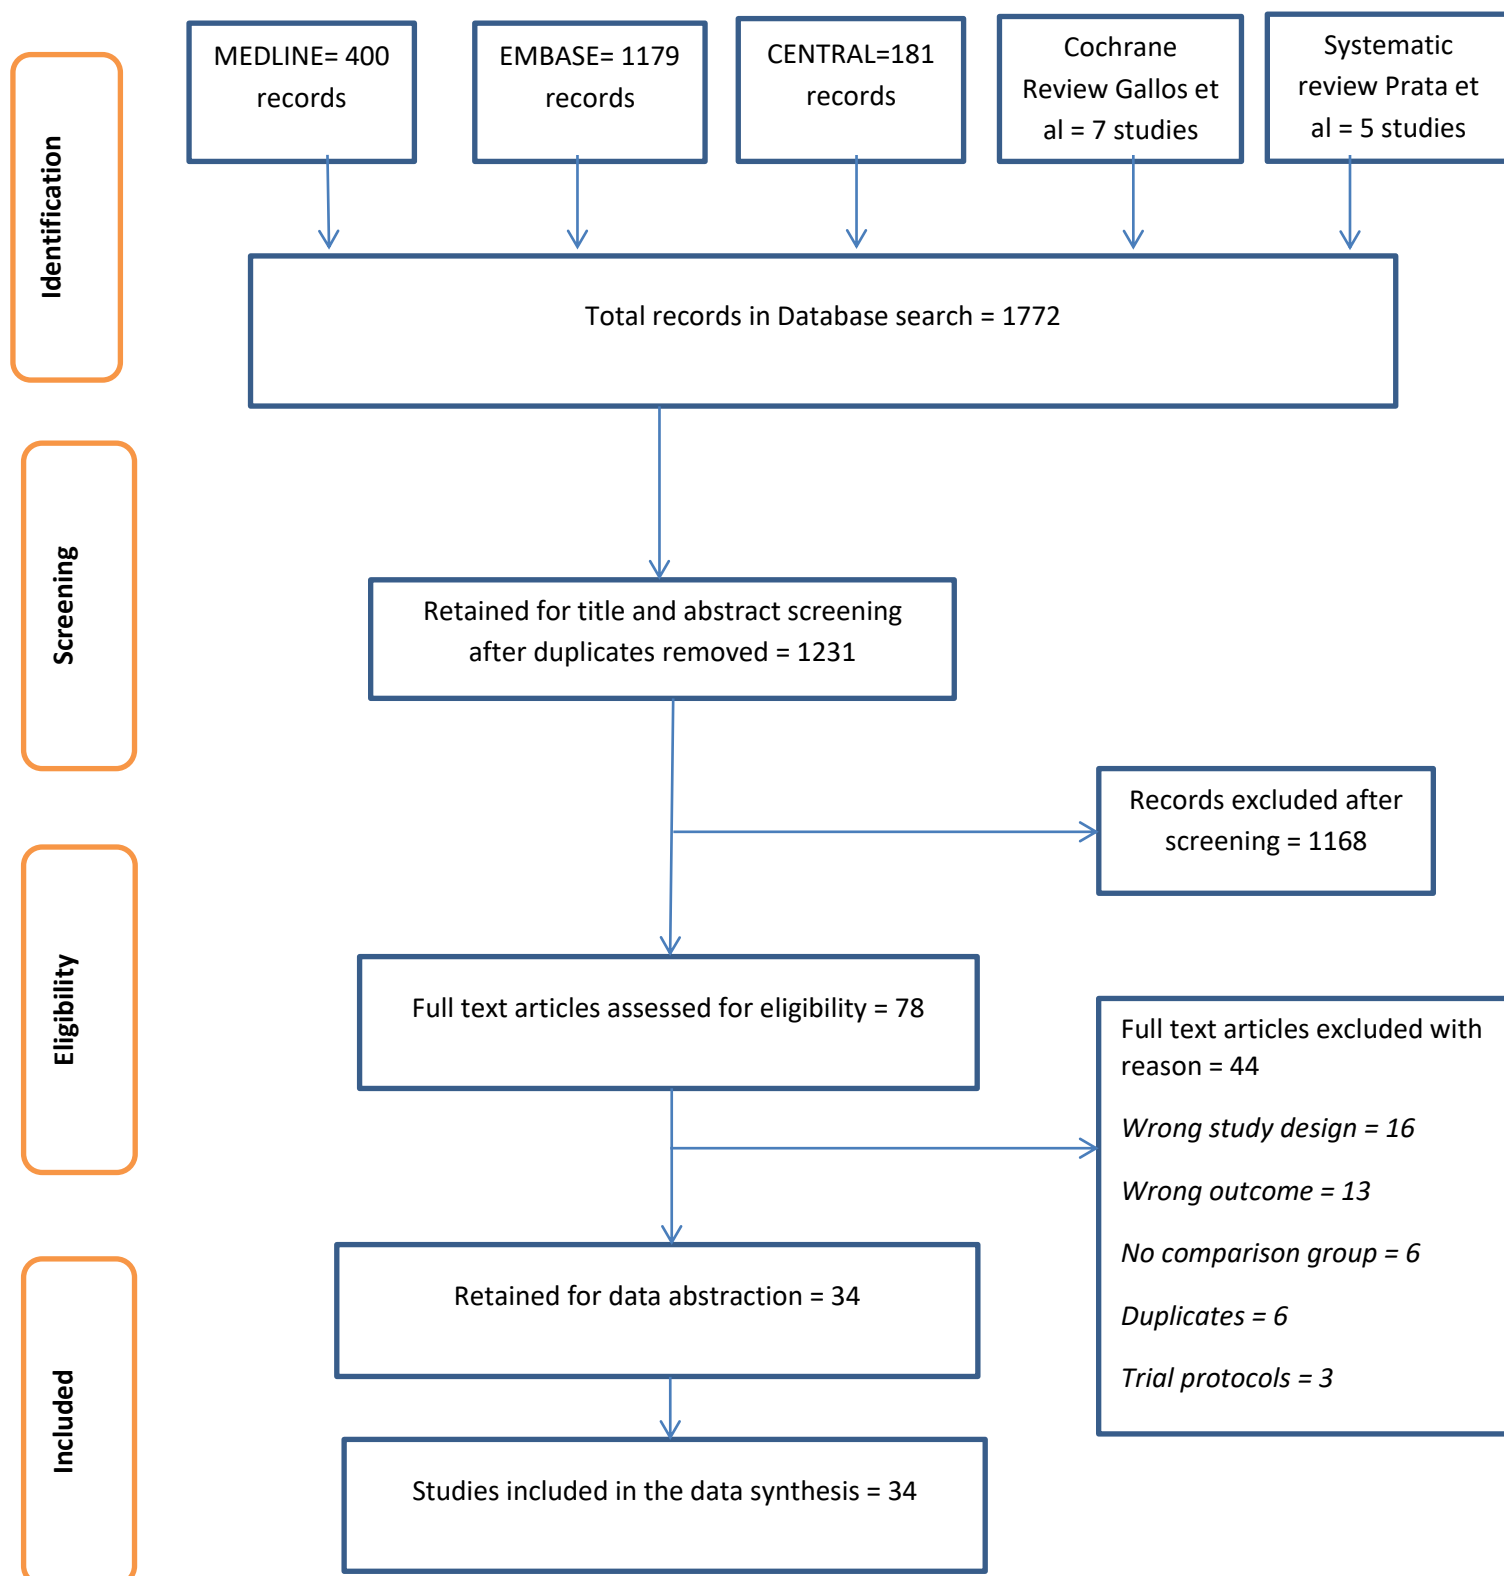 MEDLINE= 400
records
EMBASE= 1179
records
CENTRAL=181
records
Cochrane
Review Gallos et
al = 7 studies
Systematic
review Prata et
al = 5 studies
Identification
Total records in Database search = 1772
Screening
Retained for title and abstract screening
after duplicates removed = 1231
Records excluded after
screening = 1168
Eligibility
Full text articles assessed for eligibility = 78
Full text articles excluded with
reason = 44
Wrong study design = 16
Wrong outcome = 13
No comparison group = 6
Duplicates = 6
Trial protocols = 3
Included
Retained for data abstraction = 34
Studies included in the data synthesis = 34